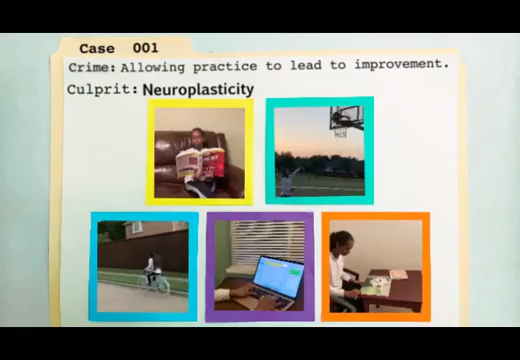 Case 001
Crime: Allowing practice to lead to improvement.
Culprit: Neuroplasticity